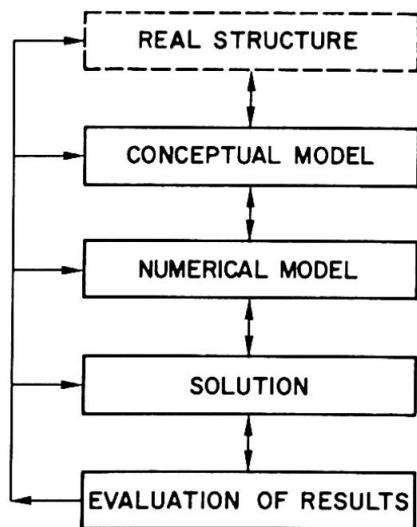 REAL STRUCTURE
CONCEPTUAL MODEL
NUMERICAL MODEL
SOLUTION
EVALUATION OF RESULTS